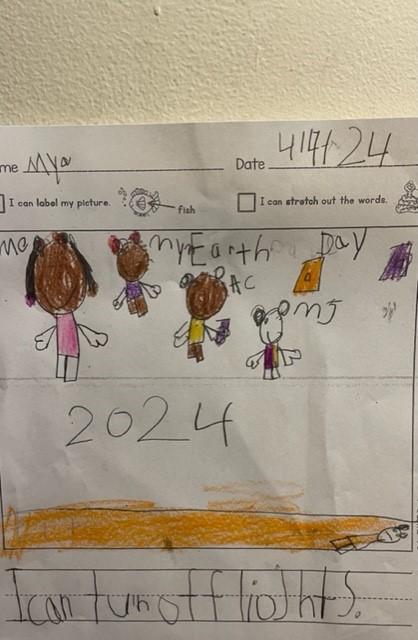 me Mya Date 4/17/24
I can label my picture. fish I can stretch out the words.
me my Earth Day
AC
a
mj
2024
I can tun off lights.